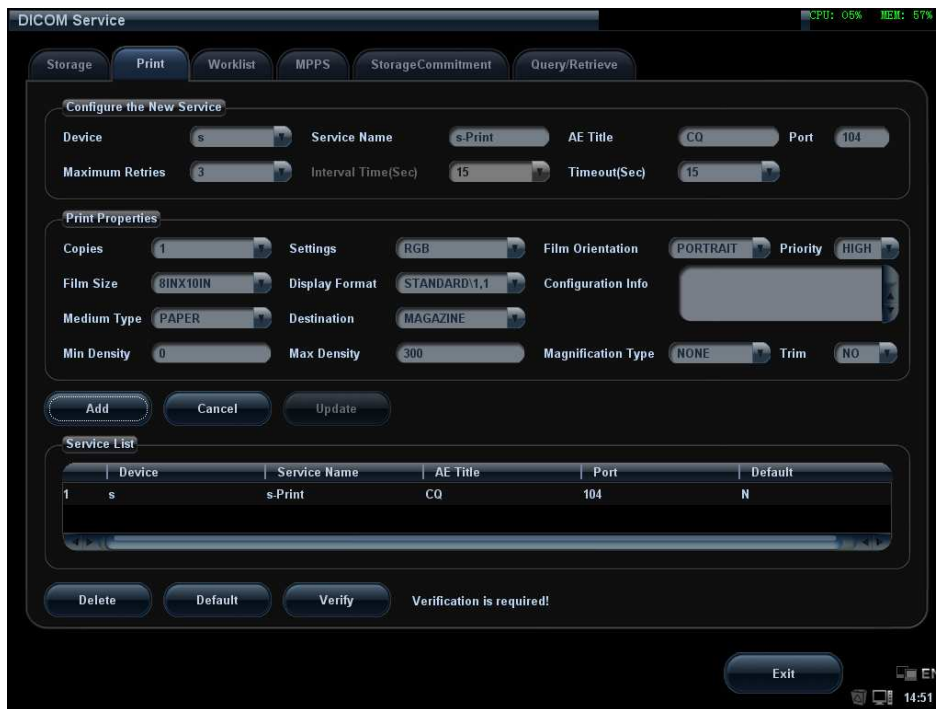 DICOM Service CPU: 05% MEM: 57%
Storage Print Worklist MPPS StorageCommitment Query/Retrieve
Configure the New Service
Device s Service Name s-Print AE Title CQ Port 104
Maximum Retries 3 Interval Time(Sec) 15 Timeout(Sec) 15
Print Properties
Copies 1 Settings RGB Film Orientation PORTRAIT Priority HIGH
Film Size 8INX10IN Display Format STANDARD\1,1 Configuration Info
Medium Type PAPER Destination MAGAZINE
Min Density 0 Max Density 300 Magnification Type NONE Trim NO
Add Cancel Update
Service List
Device Service Name AE Title Port Default
1 s s-Print CQ 104 N
Delete Default Verify Verification is required!
Exit
EN
14:51